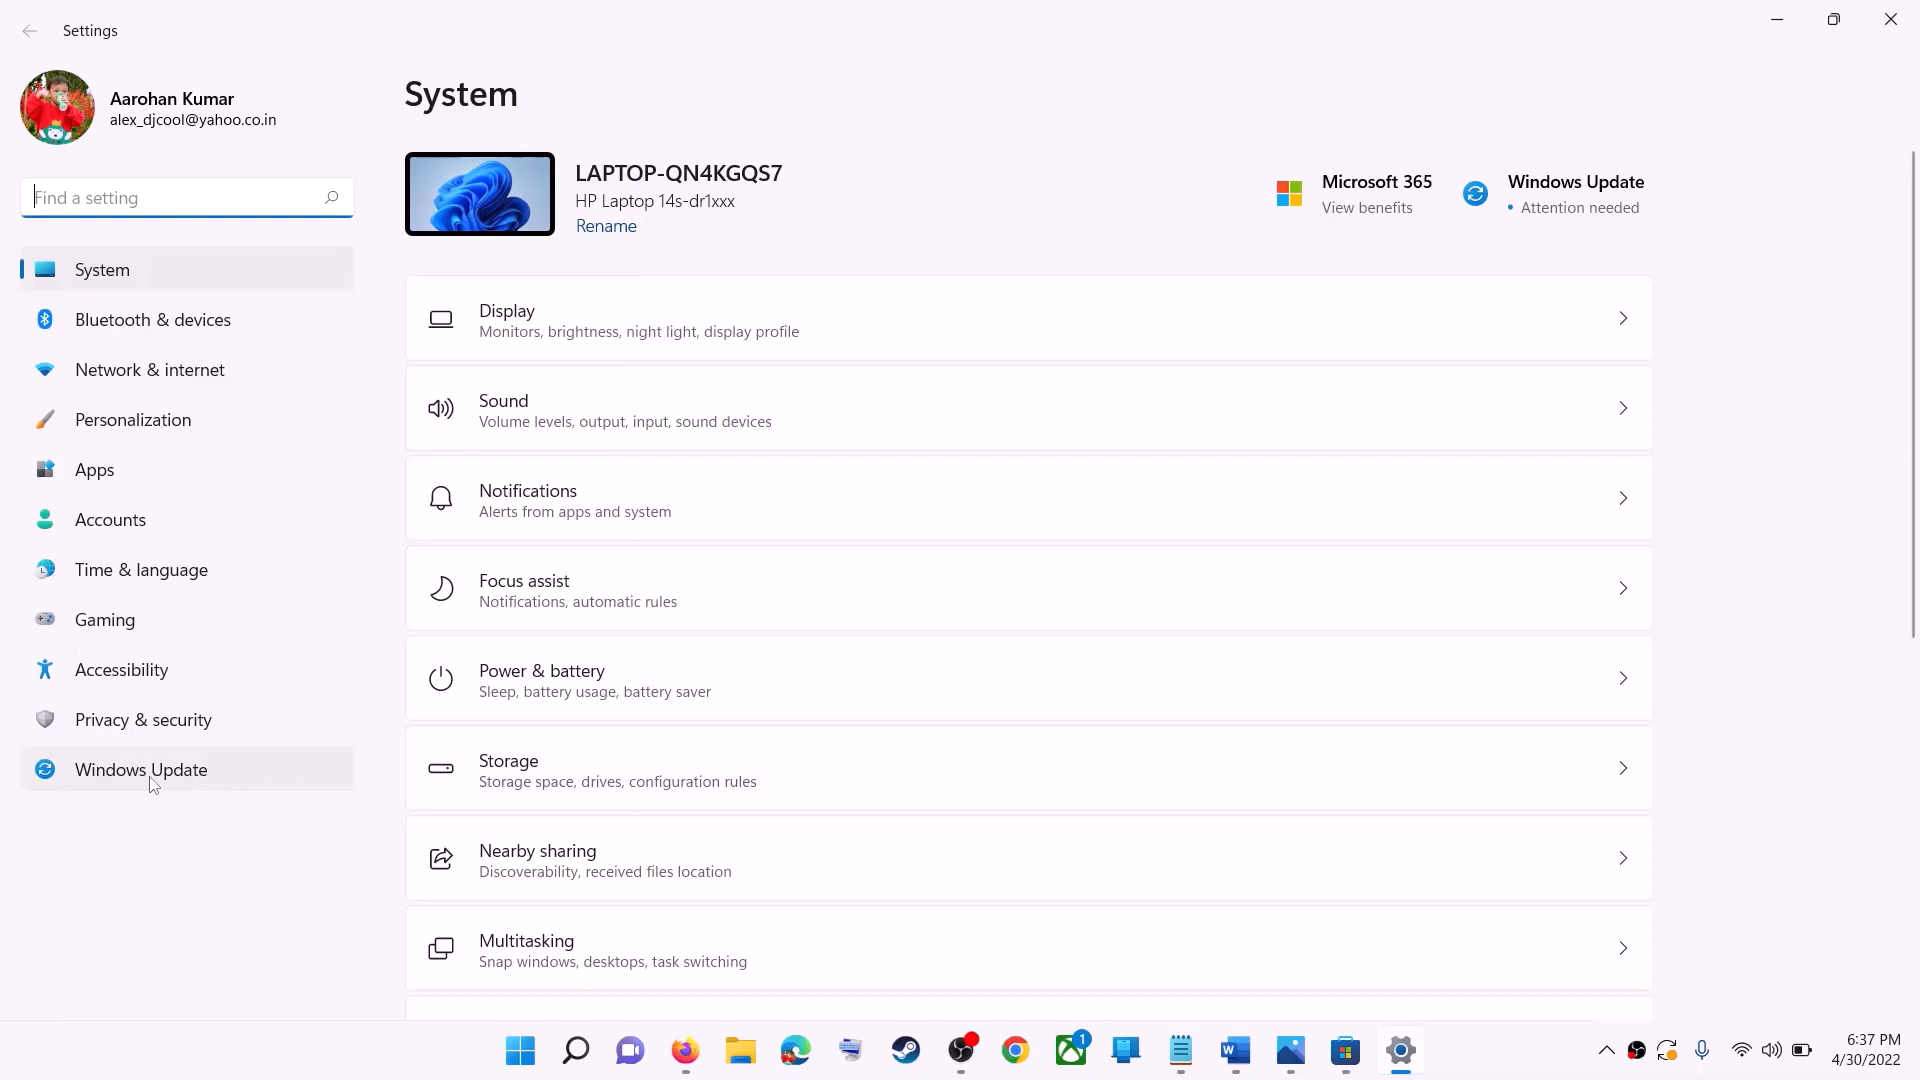 Settings
Aarohan Kumar
alex_djcool@yahoo.co.in
Find a setting
System
Bluetooth & devices
Network & internet
Personalization
Apps
Accounts
Time & language
Gaming
Accessibility
Privacy & security
Windows Update
System
LAPTOP-QN4KGQS7
HP Laptop 14s-dr1xxx
Rename
Microsoft 365
View benefits
Windows Update
• Attention needed
Display
Monitors, brightness, night light, display profile
Sound
Volume levels, output, input, sound devices
Notifications
Alerts from apps and system
Focus assist
Notifications, automatic rules
Power & battery
Sleep, battery usage, battery saver
Storage
Storage space, drives, configuration rules
Nearby sharing
Discoverability, received files location
Multitasking
Snap windows, desktops, task switching
1
6:37 PM
4/30/2022